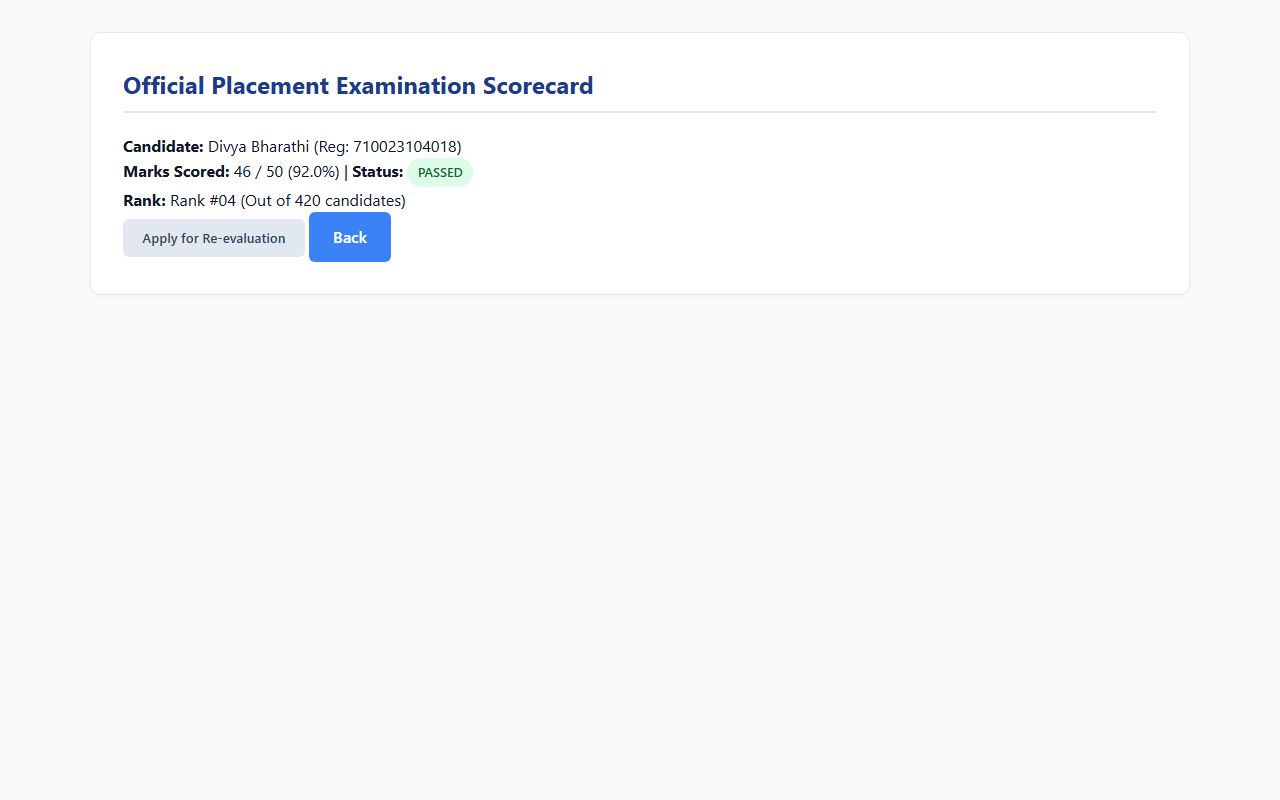 Official Placement Examination Scorecard
Candidate: Divya Bharathi (Reg: 710023104018)
Marks Scored: 46 / 50 (92.0%) | Status: PASSED
Rank: Rank #04 (Out of 420 candidates)
Apply for Re-evaluation Back